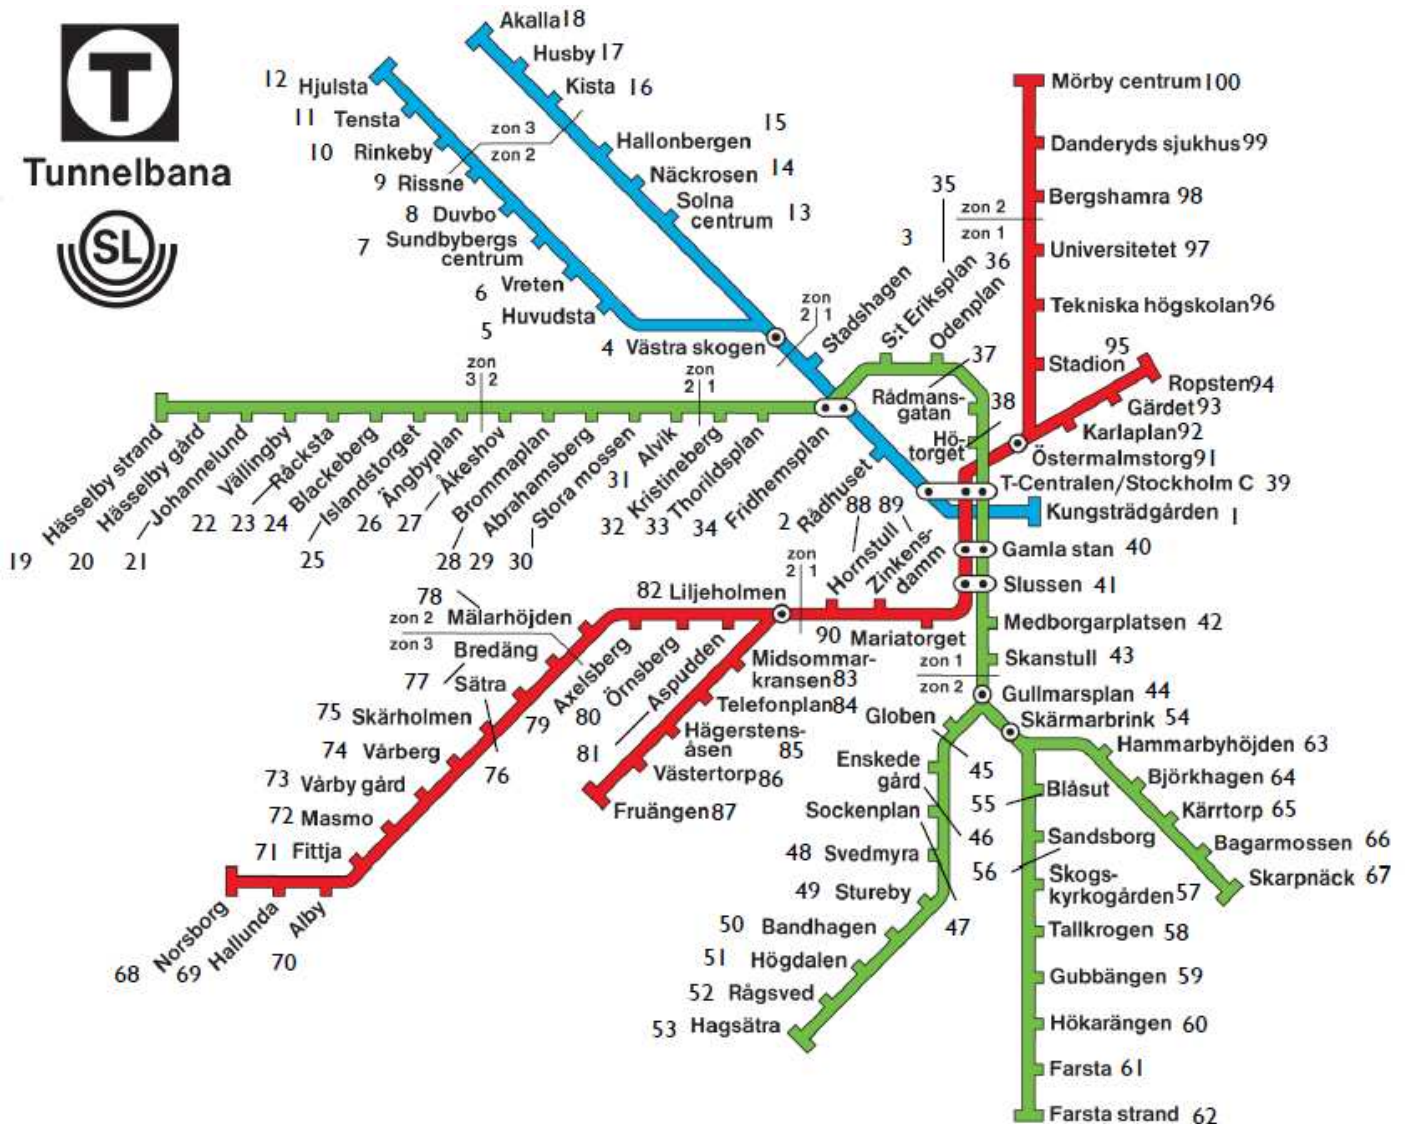 T
Tunnelbana
SL
Akalla 18
Husby 17
Kista 16
Hallonbergen 15
Näckrosen 14
Solna
centrum 13
12 Hjulsta
11 Tensta
10 Rinkeby
9 Rissne
8 Duvbo
7 Sundbybergs
centrum
6 Vreten
5 Huvudsta
4 Västra skogen
zon 3
zon 2
zon
2 1
3 Stadshagen
35 S:t Eriksplan
36 Odenplan
37 Rådmans-
gatan
38 Hö-
torget
zon 2
zon 1
Mörby centrum 100
Danderyds sjukhus 99
Bergshamra 98
Universitetet 97
Tekniska högskolan 96
Stadion 95
Ropsten 94
Gärdet 93
Karlaplan 92
Östermalmstorg 91
T-Centralen/Stockholm C 39
Kungsträdgården 1
Gamla stan 40
Slussen 41
Medborgarplatsen 42
Skanstull 43
Gullmarsplan 44
Skärmarbrink 54
zon
3 2
zon
2 1
19 Hässelby strand
20 Hässelby gård
21 Johannelund
22 Vällingby
23 Råcksta
24 Blackeberg
25 Islandstorget
26 Ängbyplan
27 Åkeshov
28 Brommaplan
29 Abrahamsberg
30 Stora mossen
31 Alvik
32 Kristineberg
33 Thorildsplan
34 Fridhemsplan
2 Rådhuset
88 Hornstull
89 Zinkens-
damm
90 Mariatorget
zon
2 1
zon 1
zon 2
82 Liljeholmen
78 Mälarhöjden
zon 2
zon 3
77 Bredäng
76 Sätra
75 Skärholmen
74 Vårberg
73 Vårby gård
72 Masmo
71 Fittja
70 Alby
69 Hallunda
68 Norsborg
79 Axelsberg
80 Örnsberg
81 Aspudden
Midsommar-
kransen 83
Telefonplan 84
Hägerstens-
åsen 85
Västertorp 86
Fruängen 87
Globen 45
Enskede
gård 46
Sockenplan 47
48 Svedmyra
49 Stureby
50 Bandhagen
51 Högdalen
52 Rågsved
53 Hagsätra
55 Blåsut
56 Sandsborg
Skogs-
kyrkogården 57
Tallkrogen 58
Gubbängen 59
Hökarängen 60
Farsta 61
Farsta strand 62
Hammarbyhöjden 63
Björkhagen 64
Kärrtorp 65
Bagarmossen 66
Skarpnäck 67